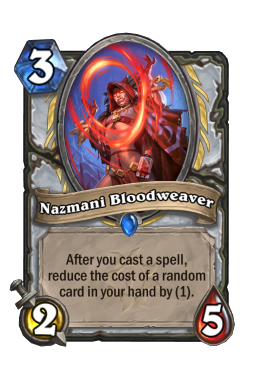 3
Nazmani Bloodweaver
After you cast a spell,
reduce the cost of a random
card in your hand by (1).
2
5